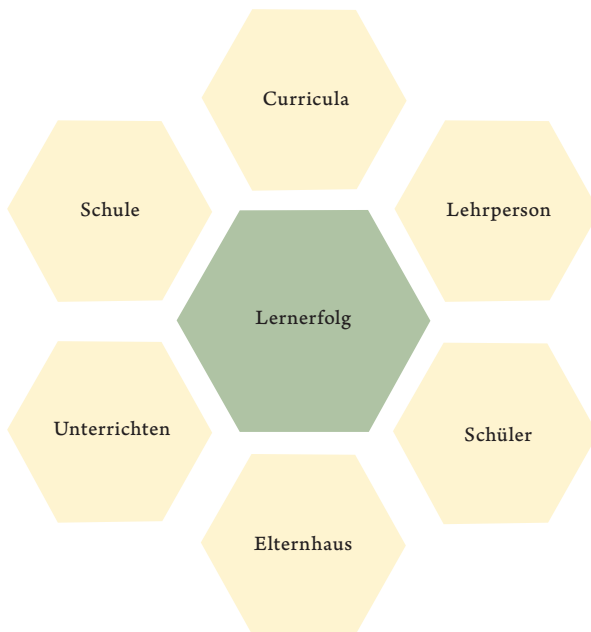 Curricula
Schule
Lehrperson
Lernerfolg
Unterrichten
Schüler
Elternhaus